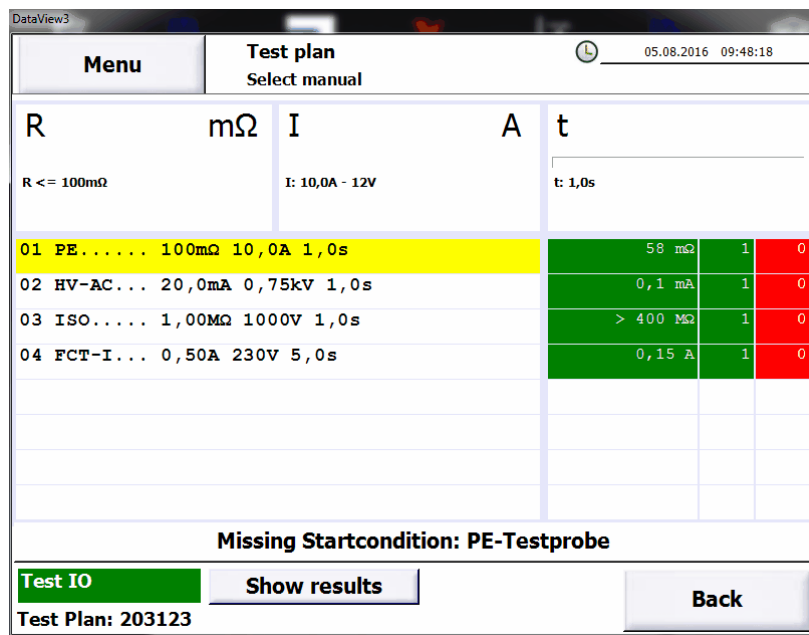 DataView3
Menu
Test plan
Select manual
05.08.2016 09:48:18
R mΩ
R <= 100mΩ
I A
I: 10,0A - 12V
t
t: 1,0s
01 PE...... 100mΩ 10,0A 1,0s 58 mΩ 1 0
02 HV-AC... 20,0mA 0,75kV 1,0s 0,1 mA 1 0
03 ISO..... 1,00MΩ 1000V 1,0s > 400 MΩ 1 0
04 FCT-I... 0,50A 230V 5,0s 0,15 A 1 0
Missing Startcondition: PE-Testprobe
Test IO
Show results
Back
Test Plan: 203123